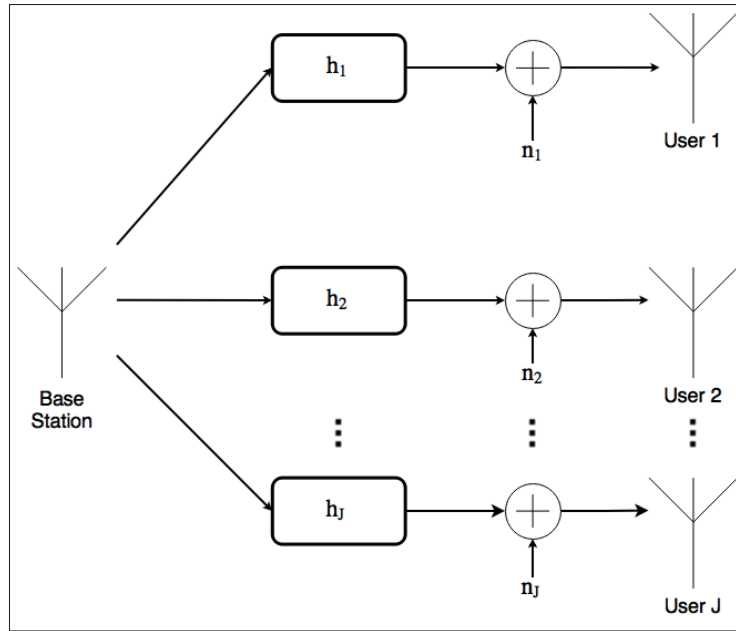 h₁
n₁
User 1
h₂
n₂
Base
Station
User 2
hJ
nJ
User J